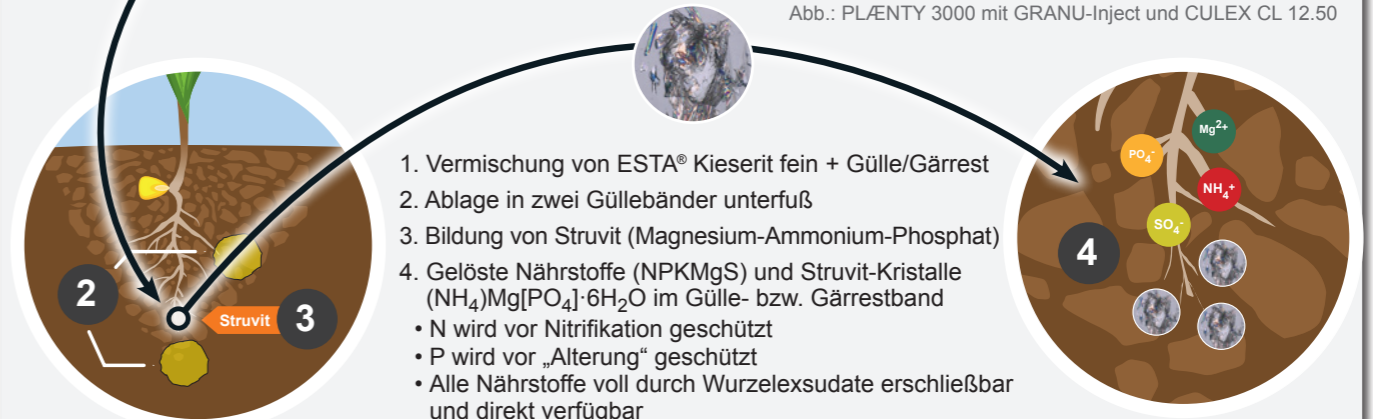 Abb.: PLÆNTY 3000 mit GRANU-Inject und CULEX CL 12.50
1. Vermischung von ESTA® Kieserit fein + Gülle/Gärrest
2. Ablage in zwei Güllebänder unterfuß
3. Bildung von Struvit (Magnesium-Ammonium-Phosphat)
4. Gelöste Nährstoffe (NPKMgS) und Struvit-Kristalle
(NH₄)Mg[PO₄]·6H₂O im Gülle- bzw. Gärrestband
• N wird vor Nitrifikation geschützt
• P wird vor „Alterung“ geschützt
• Alle Nährstoffe voll durch Wurzelexsudate erschließbar
und direkt verfügbar
2
Struvit
3
4
Mg²⁺
PO₄⁻
NH₄⁺
SO₄⁻